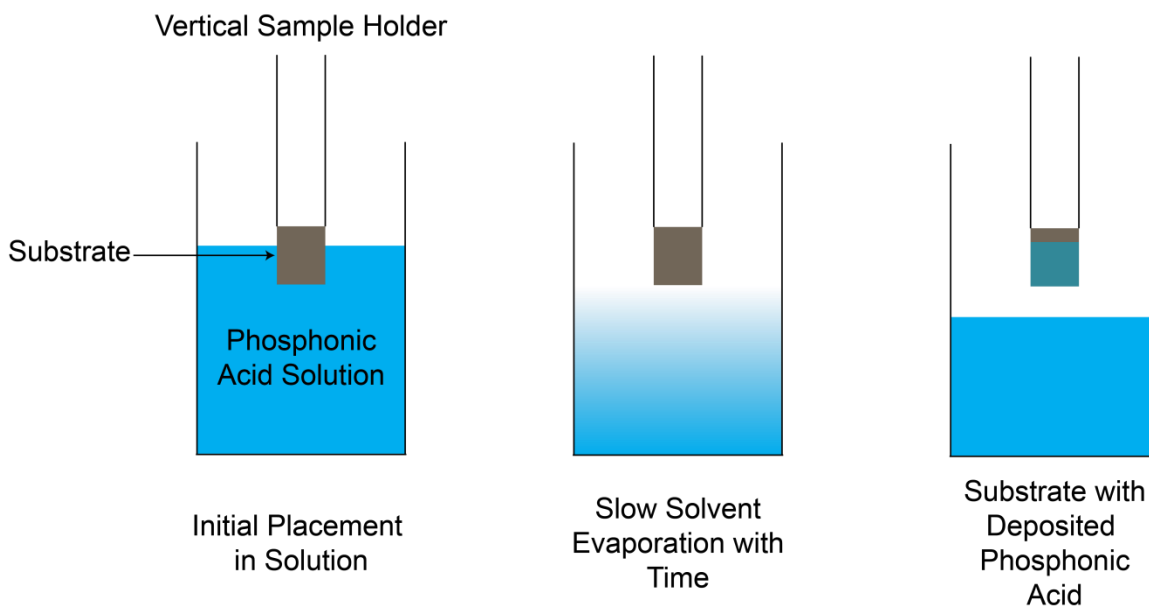 Vertical Sample Holder
Substrate
Phosphonic
Acid Solution
Initial Placement
in Solution
Slow Solvent
Evaporation with
Time
Substrate with
Deposited
Phosphonic
Acid